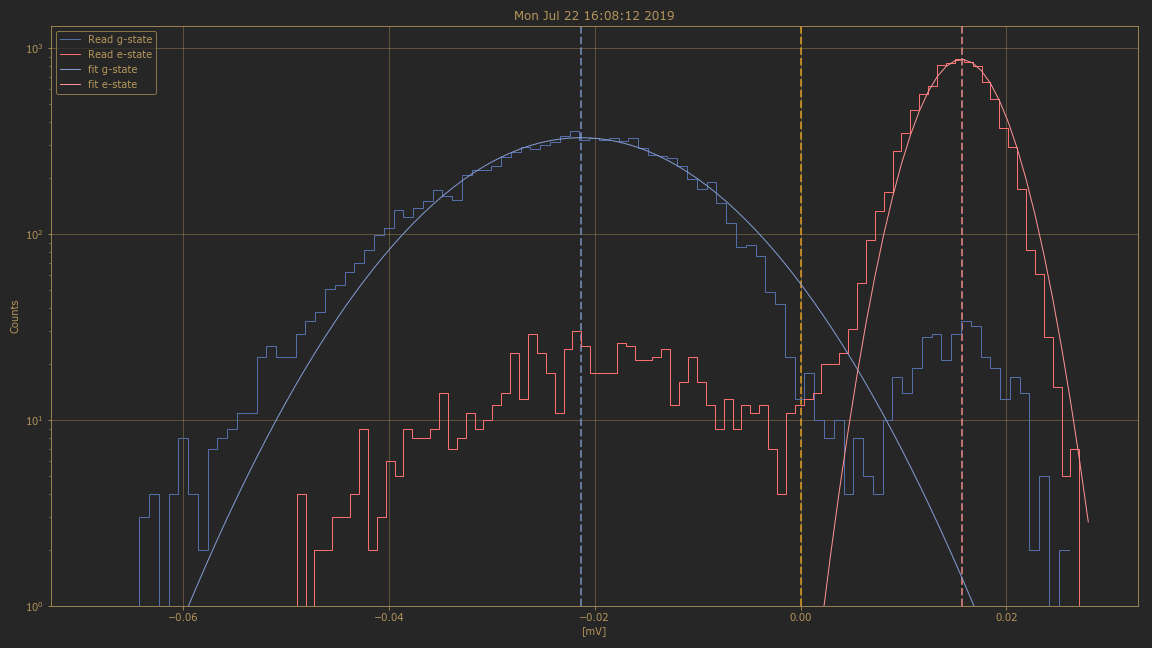 Mon Jul 22 16:08:12 2019
Read g-state
Read e-state
fit g-state
fit e-state
10³
10²
10¹
10⁰
Counts
−0.06 −0.04 −0.02 0.00 0.02
[mV]